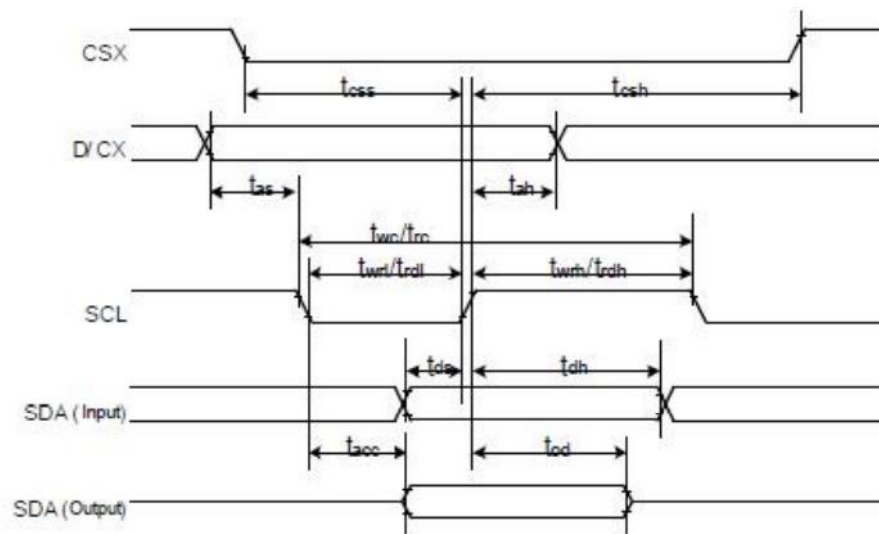 CSX
tcss
tcsh
D/CX
tas
tah
twc/trc
twrl/trdl
twrh/trdh
SCL
tds
tdh
SDA (Input)
tacc
tod
SDA (Output)